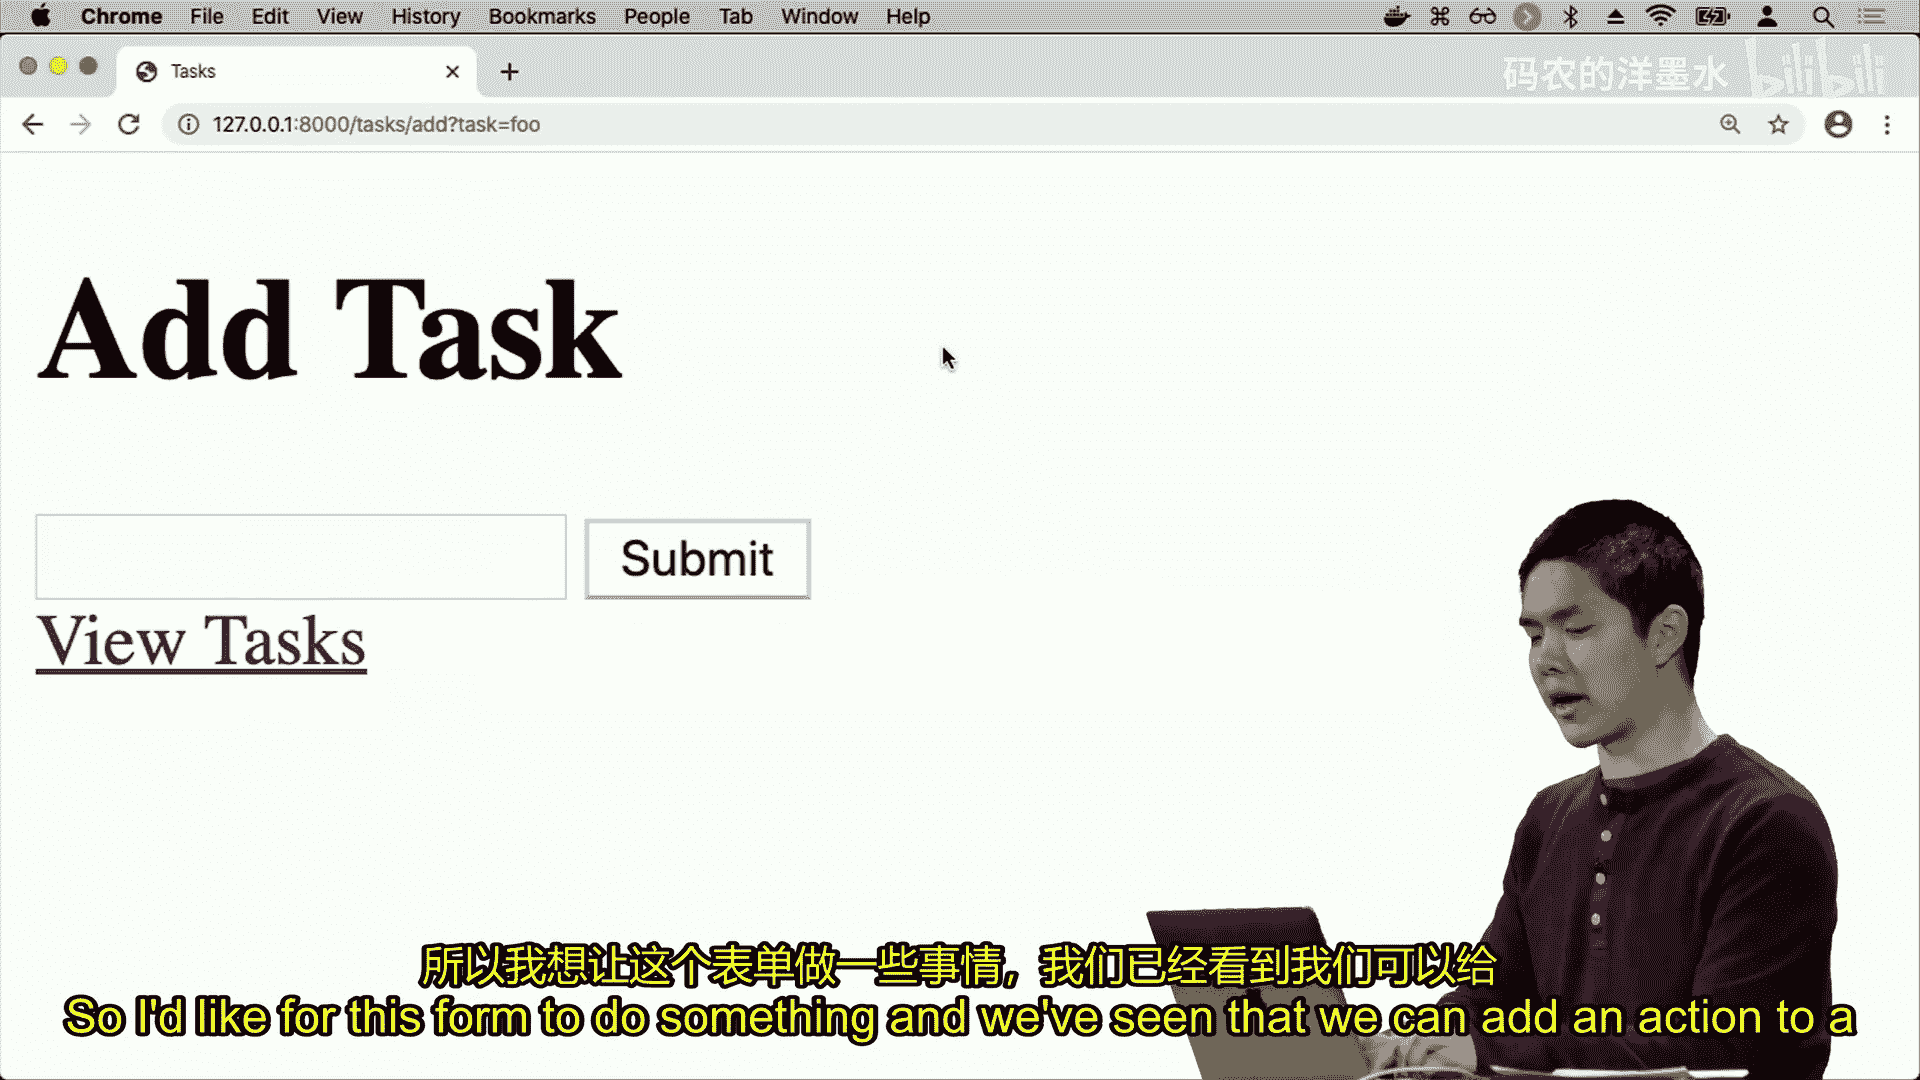 Chrome File Edit View History Bookmarks People Tab Window Help
Tasks
码农的洋墨水 bilibili
127.0.0.1:8000/tasks/add?task=foo
Add Task
Submit
View Tasks
所以我想让这个表单做一些事情，我们已经看到我们可以给
So I'd like for this form to do something and we've seen that we can add an action to a